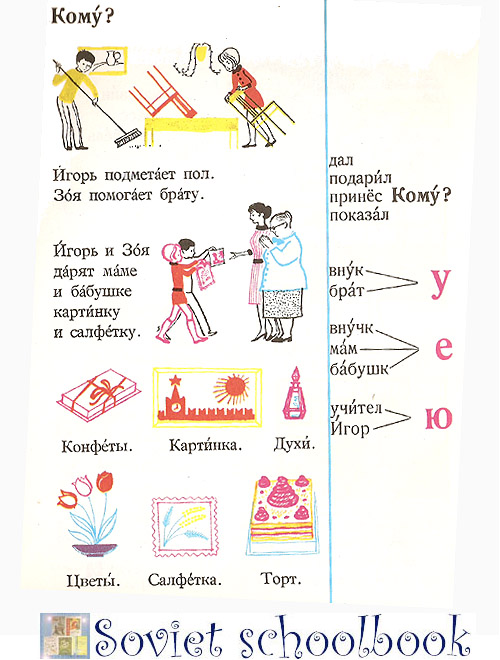 Кому́?
И́горь подмета́ет пол.
Зо́я помога́ет бра́ту.
И́горь и Зо́я
да́рят ма́ме
и ба́бушке
карти́нку
и салфе́тку.
Конфе́ты. Карти́нка. Духи́.
Цветы́. Салфе́тка. Торт.
дал
подари́л
принёс Кому́?
показа́л
вну́к
бра́т
у
вну́чк
ма́м
ба́бушк
е
учи́тел
И́гор
ю
Soviet schoolbook